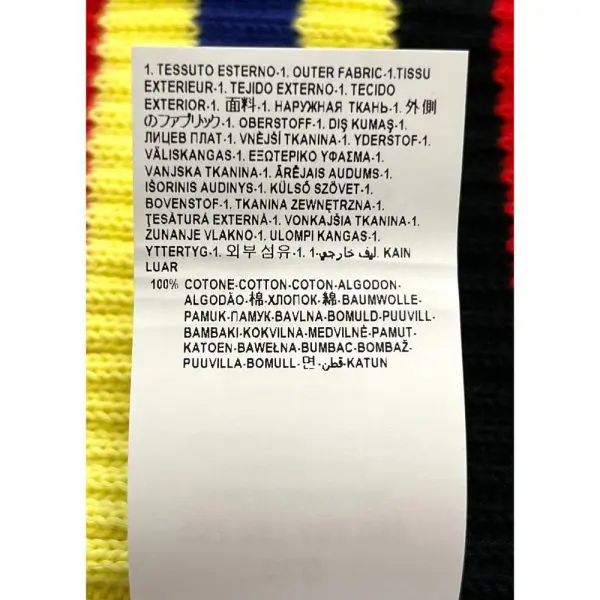 1. TESSUTO ESTERNO-1. OUTER FABRIC-1.TISSU
EXTERIEUR-1. TEJIDO EXTERNO-1. TECIDO
EXTERIOR-1. 面料-1. НАРУЖНАЯ ТКАНЬ-1. 外側
のファブリック-1. OBERSTOFF-1. DIŞ KUMAŞ-1.
ЛИЦЕВ ПЛАТ-1. VNĚJŠÍ TKANINA-1. YDERSTOF-1.
VÄLISKANGAS-1. ΕΞΩΤΕΡΙΚΟ ΥΦΑΣΜΑ-1.
VANJSKA TKANINA-1. ĀRĒJAIS AUDUMS-1.
IŠORINIS AUDINYS-1. KÜLSŐ SZÖVET-1.
BOVENSTOF-1. TKANINA ZEWNĘTRZNA-1.
ŢESĂTURĂ EXTERNĂ-1. VONKAJŠIA TKANINA-1.
ZUNANJE VLAKNO-1. ULOMPI KANGAS-1.
YTTERTYG-1. 외부 섬유-1. ليف خارجي-1. KAIN
LUAR
100% COTONE-COTTON-COTON-ALGODON-
ALGODÃO-棉-ХЛОПОК-綿-BAUMWOLLE-
PAMUK-ПАМУК-BAVLNA-BOMULD-PUUVILL-
BAMBAKI-KOKVILNA-MEDVILNĖ-PAMUT-
KATOEN-BAWEŁNA-BUMBAC-BOMBAŽ-
PUUVILLA-BOMULL-면-قطن-KATUN